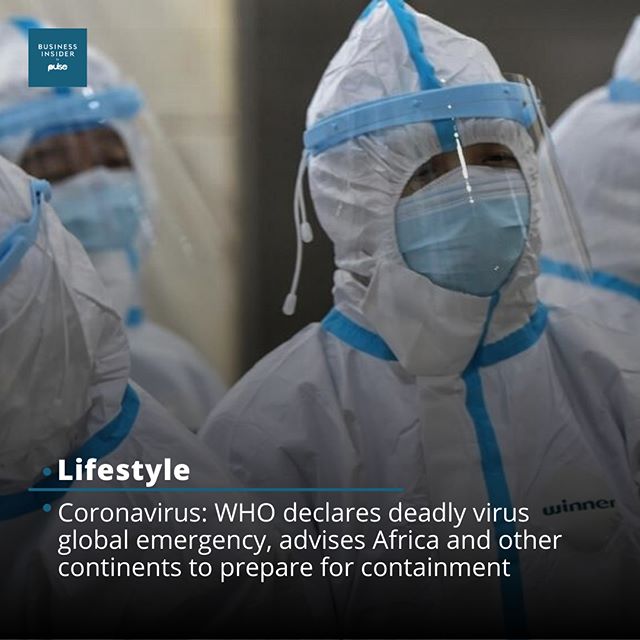 BUSINESS
INSIDER
BY
pulse
winner
Lifestyle
Coronavirus: WHO declares deadly virus
global emergency, advises Africa and other
continents to prepare for containment